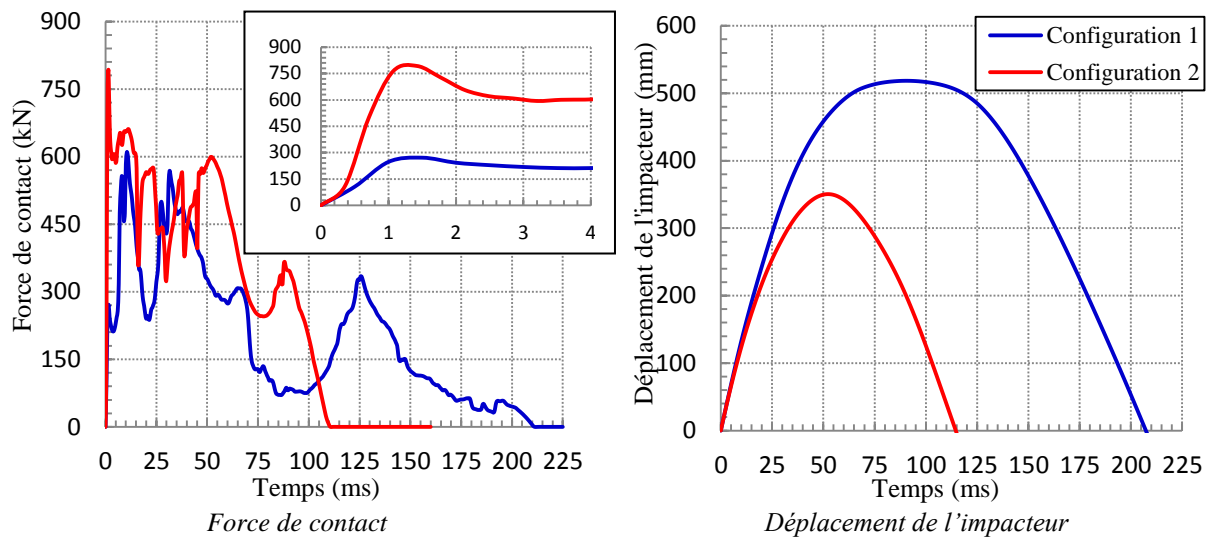 Force de contact (kN)
900
750
600
450
300
150
0
900
750
600
450
300
150
0
0 1 2 3 4
0 25 50 75 100 125 150 175 200 225
Temps (ms)
Force de contact
Déplacement de l'impacteur (mm)
600
500
400
300
200
100
0
Configuration 1
Configuration 2
0 25 50 75 100 125 150 175 200 225
Temps (ms)
Déplacement de l’impacteur